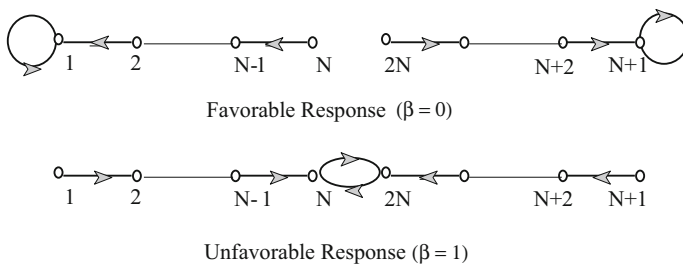 1 2 N-1 N 2N N+2 N+1
Favorable Response (β = 0)
1 2 N- 1 N 2N N+2 N+1
Unfavorable Response (β = 1)